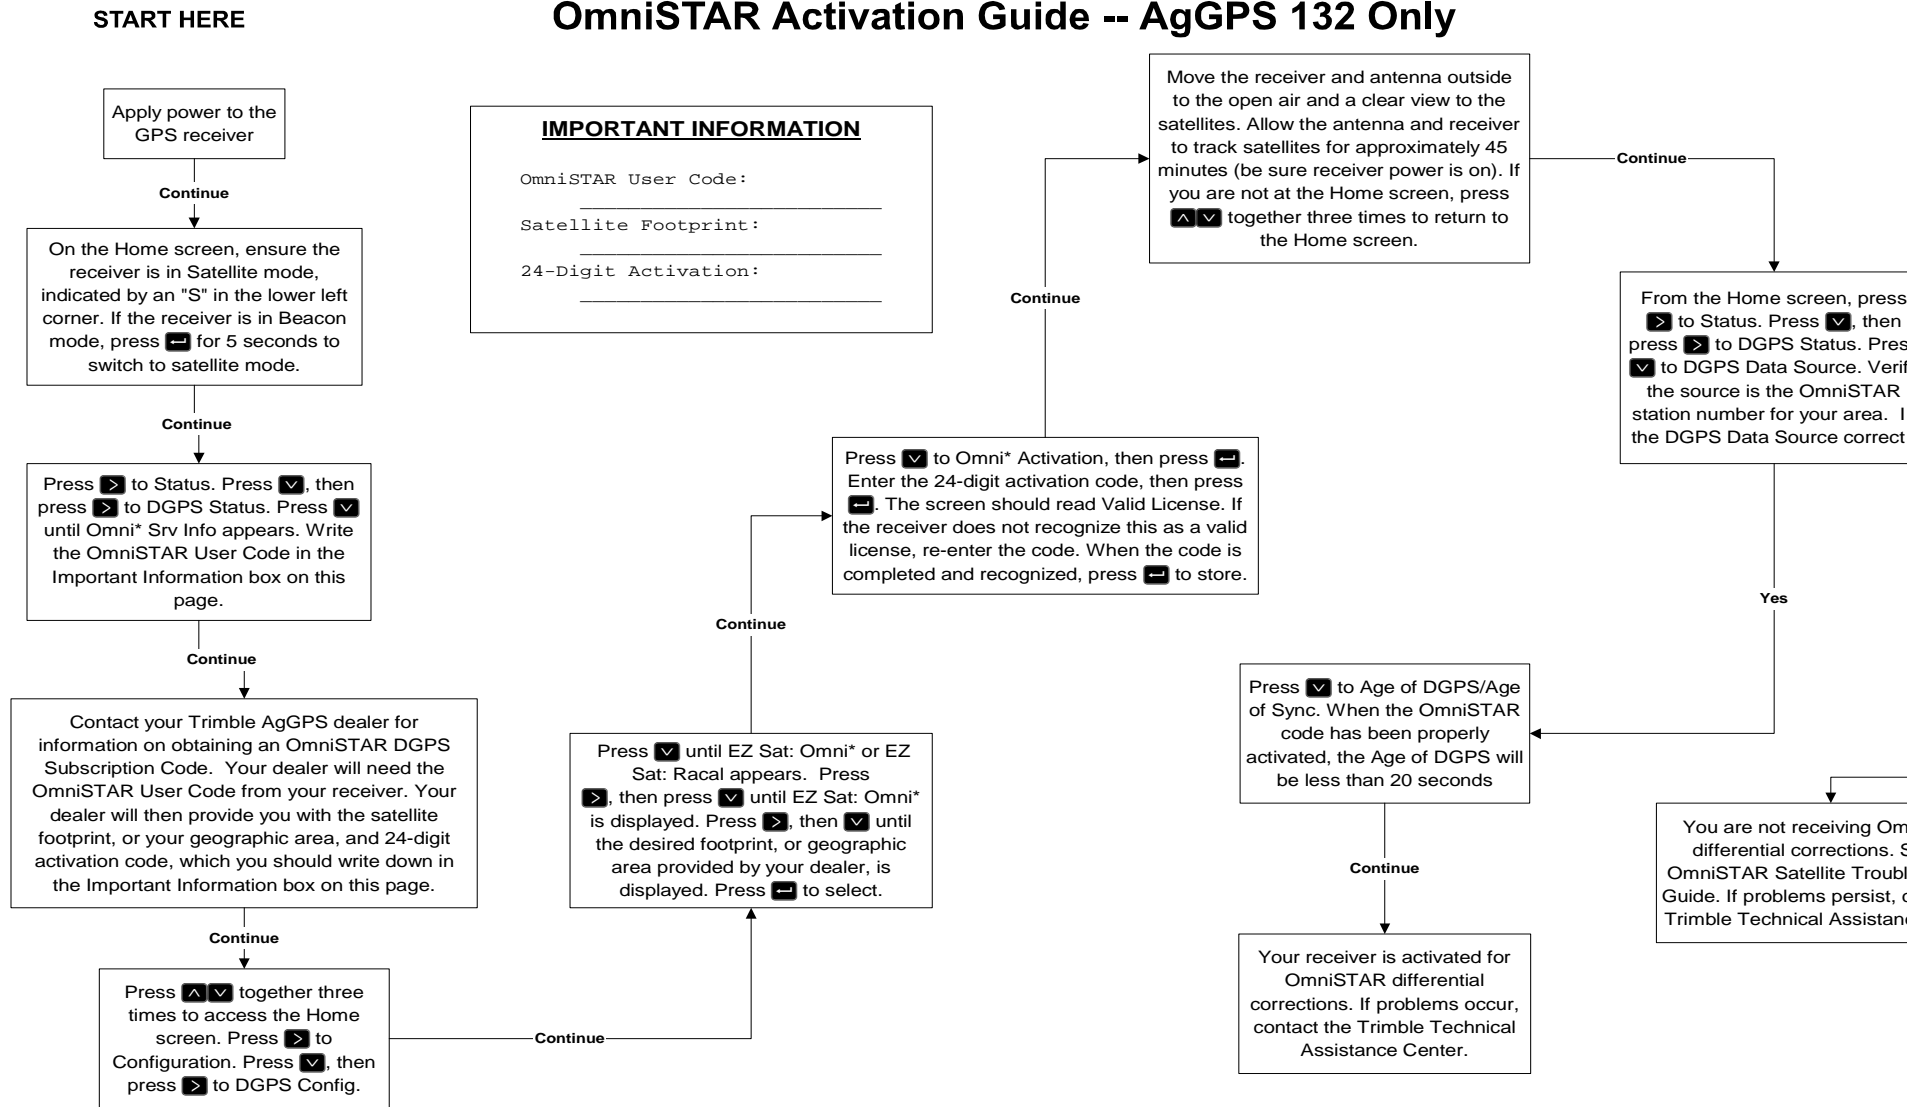 START HERE
OmniSTAR Activation Guide -- AgGPS 132 Only
Apply power to the
GPS receiver
Continue
On the Home screen, ensure the
receiver is in Satellite mode,
indicated by an "S" in the lower left
corner. If the receiver is in Beacon
mode, press for 5 seconds to
switch to satellite mode.
Continue
Press > to Status. Press ˅, then
press > to DGPS Status. Press ˅
until Omni* Srv Info appears. Write
the OmniSTAR User Code in the
Important Information box on this
page.
Continue
Contact your Trimble AgGPS dealer for
information on obtaining an OmniSTAR DGPS
Subscription Code. Your dealer will need the
OmniSTAR User Code from your receiver. Your
dealer will then provide you with the satellite
footprint, or your geographic area, and 24-digit
activation code, which you should write down in
the Important Information box on this page.
Continue
Press ˄ ˅ together three
times to access the Home
screen. Press > to
Configuration. Press ˅, then
press > to DGPS Config.
Continue
IMPORTANT INFORMATION
OmniSTAR User Code:
Satellite Footprint:
24-Digit Activation:
Press ˅ until EZ Sat: Omni* or EZ
Sat: Racal appears. Press
>, then press ˅ until EZ Sat: Omni*
is displayed. Press >, then ˅ until
the desired footprint, or geographic
area provided by your dealer, is
displayed. Press to select.
Continue
Press ˅ to Omni* Activation, then press .
Enter the 24-digit activation code, then press
. The screen should read Valid License. If
the receiver does not recognize this as a valid
license, re-enter the code. When the code is
completed and recognized, press to store.
Continue
Move the receiver and antenna outside
to the open air and a clear view to the
satellites. Allow the antenna and receiver
to track satellites for approximately 45
minutes (be sure receiver power is on). If
you are not at the Home screen, press
˄ ˅ together three times to return to
the Home screen.
Continue
From the Home screen, press
> to Status. Press ˅, then
press > to DGPS Status.
˅ to DGPS Data Source.
the source is the OmniSTAR
station number for your area.
the DGPS Data Source correct
Yes
Press ˅ to Age of DGPS/Age
of Sync. When the OmniSTAR
code has been properly
activated, the Age of DGPS will
be less than 20 seconds
Continue
Your receiver is activated for
OmniSTAR differential
corrections. If problems occur,
contact the Trimble Technical
Assistance Center.
You are not receiving
differential corrections.
OmniSTAR Satellite
Guide. If problems persist,
Trimble Technical